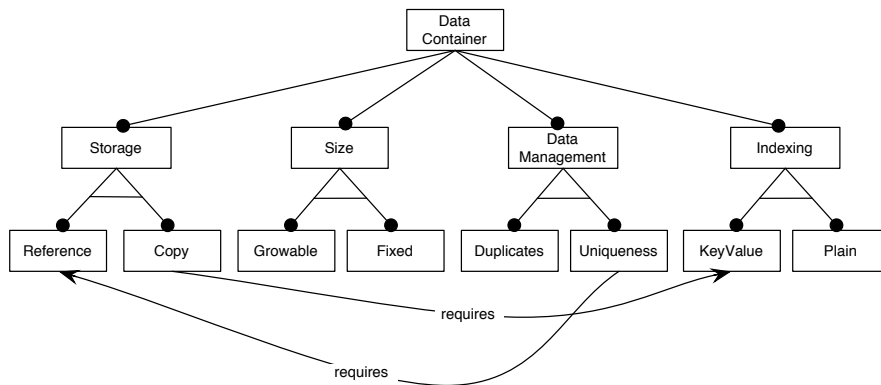 Data
Container
Storage
Size
Data
Management
Indexing
Reference
Copy
Growable
Fixed
Duplicates
Uniqueness
KeyValue
Plain
requires
requires